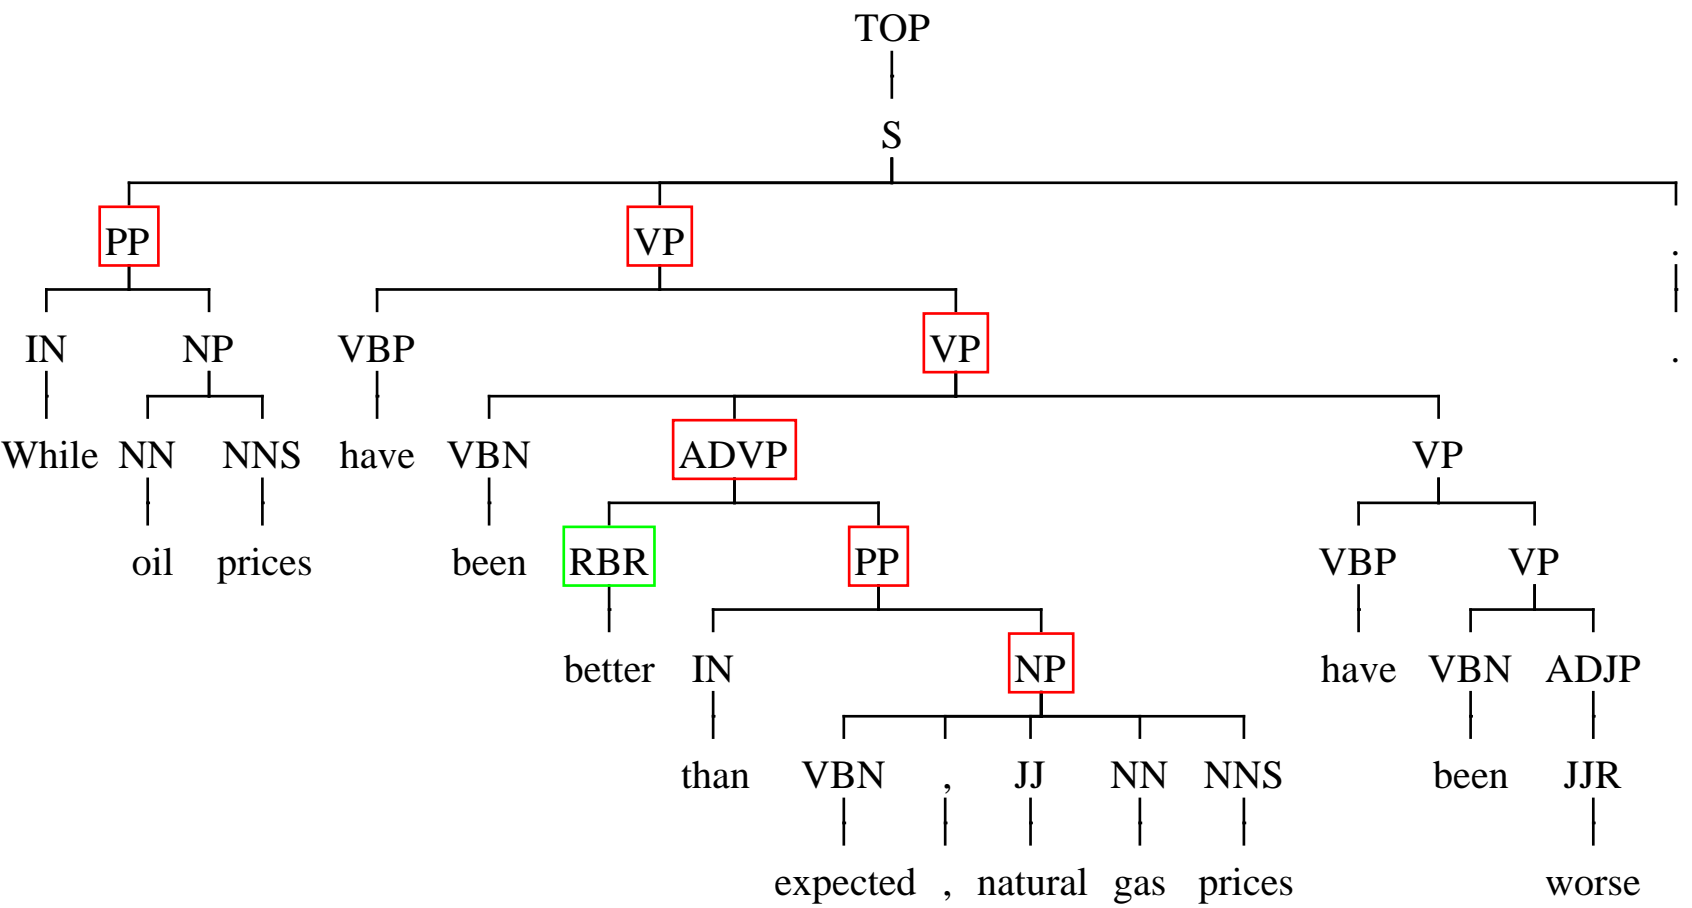 TOP
S
PP VP .
IN NP VBP VP .
While NN NNS have VBN ADVP VP
oil prices been RBR PP VBP VP
better IN NP have VBN ADJP
than VBN , JJ NN NNS been JJR
expected , natural gas prices worse